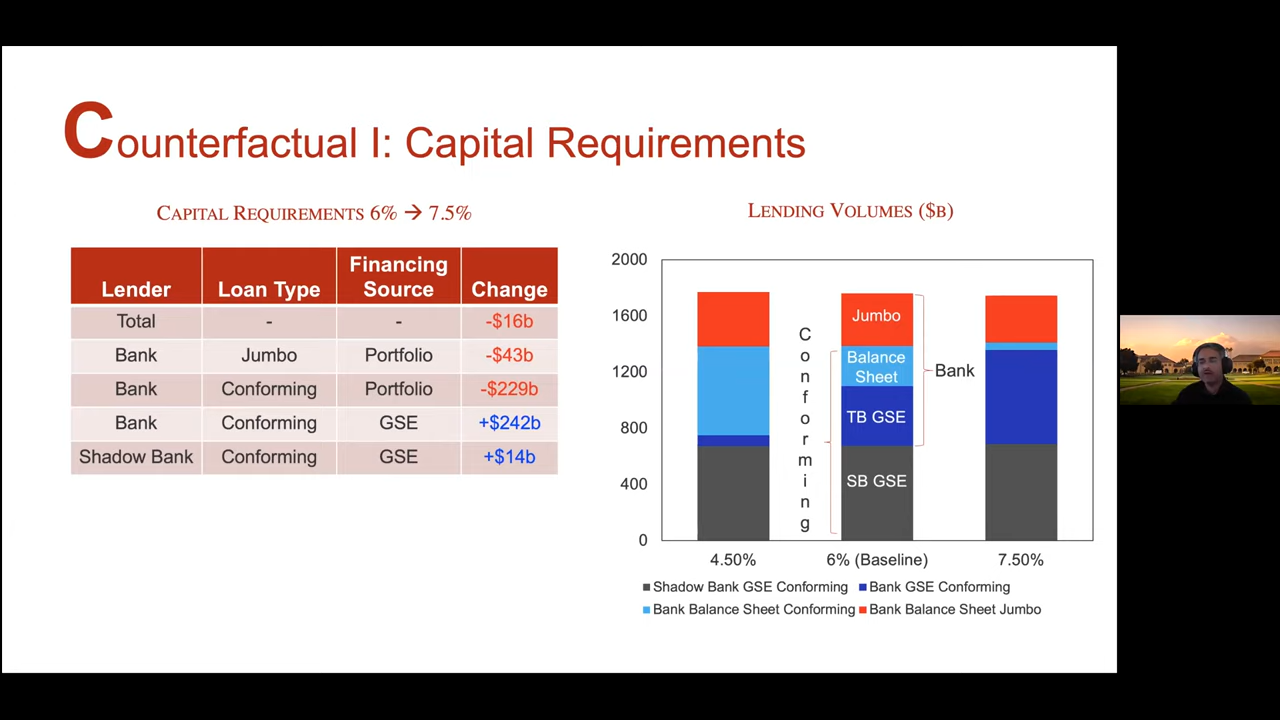 Counterfactual I: Capital Requirements
CAPITAL REQUIREMENTS 6% → 7.5%
Lender Loan Type Financing Source Change
Total - - -$16b
Bank Jumbo Portfolio -$43b
Bank Conforming Portfolio -$229b
Bank Conforming GSE +$242b
Shadow Bank Conforming GSE +$14b
LENDING VOLUMES ($B)
2000
1600
1200
800
400
0
Conforming
Jumbo
Balance
Sheet
TB GSE
SB GSE
Bank
4.50% 6% (Baseline) 7.50%
Shadow Bank GSE Conforming Bank GSE Conforming
Bank Balance Sheet Conforming Bank Balance Sheet Jumbo